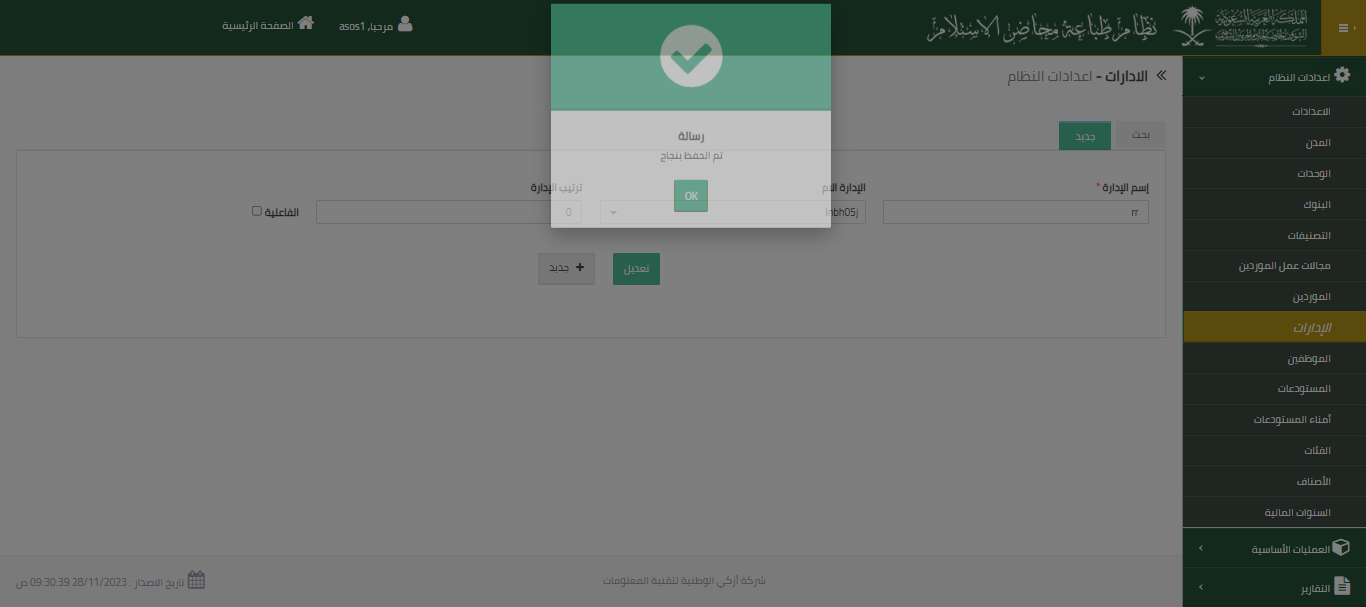 المملكة العربية السعودية
نظام طباعة محاضر الاستلام
الصفحة الرئيسية
مرحبا, asos1
اعدادات النظام
الاعدادات
المدن
الوحدات
البنوك
التصنيفات
مجالات عمل الموردين
الموردين
الإدارات
الموظفين
المستودعات
أمناء المستودعات
الفئات
الأصناف
السنوات المالية
العمليات الأساسية
التقارير
الادارات - اعدادات النظام
بحث
جديد
إسم الإدارة *
rr
الإدارة الام
ترتيب الإدارة
0
الفاعلية
تعديل
جديد
رسالة
تم الحفظ بنجاح
OK
شركة أركي الوطنية لتقنية المعلومات
تاريخ الاصدار : 28/11/2023 09:30:39 ص